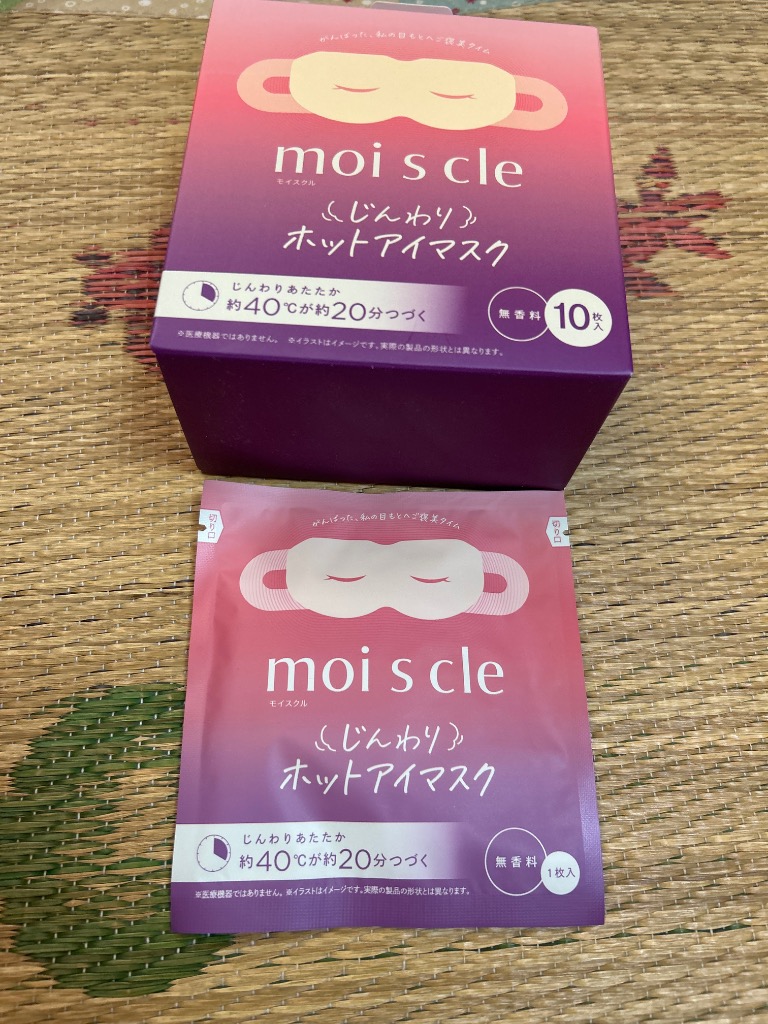 がんばった、私の目もとへご褒美タイム
moi s cle
モイスクル
じんわり
ホットアイマスク
じんわりあたたか
約40℃が約20分つづく
無香料
10枚入
※医療機器ではありません。 ※イラストはイメージです。実際の製品の形状とは異なります。
切り口
切り口
がんばった、私の目もとへご褒美タイム
moi s cle
モイスクル
じんわり
ホットアイマスク
じんわりあたたか
約40℃が約20分つづく
無香料
1枚入
※医療機器ではありません。 ※イラストはイメージです。実際の製品の形状とは異なります。